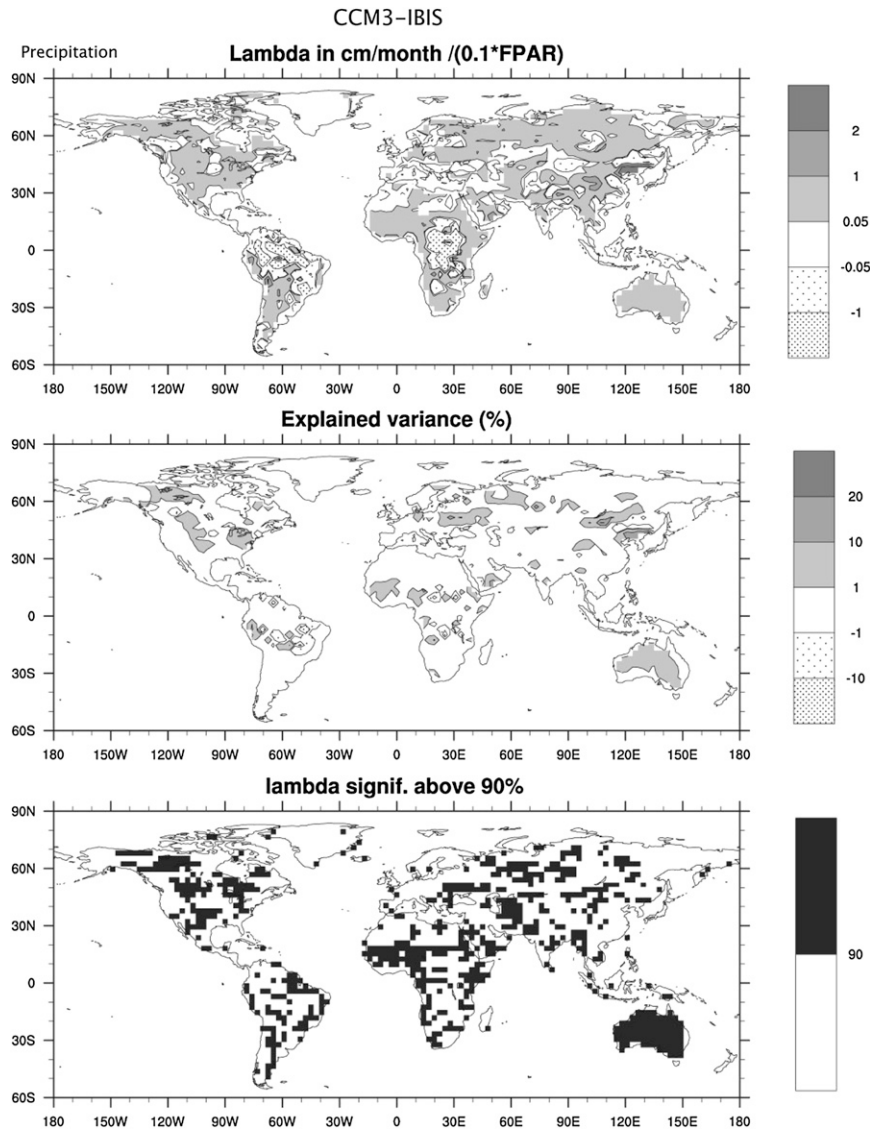 CCM3-IBIS
Precipitation
Lambda in cm/month /(0.1*FPAR)
90N
60N
30N
0
30S
60S
180 150W 120W 90W 60W 30W 0 30E 60E 90E 120E 150E 180
2
1
0.05
-0.05
-1
Explained variance (%)
90N
60N
30N
0
30S
60S
180 150W 120W 90W 60W 30W 0 30E 60E 90E 120E 150E 180
20
10
1
-1
-10
lambda signif. above 90%
90N
60N
30N
0
30S
60S
180 150W 120W 90W 60W 30W 0 30E 60E 90E 120E 150E 180
90